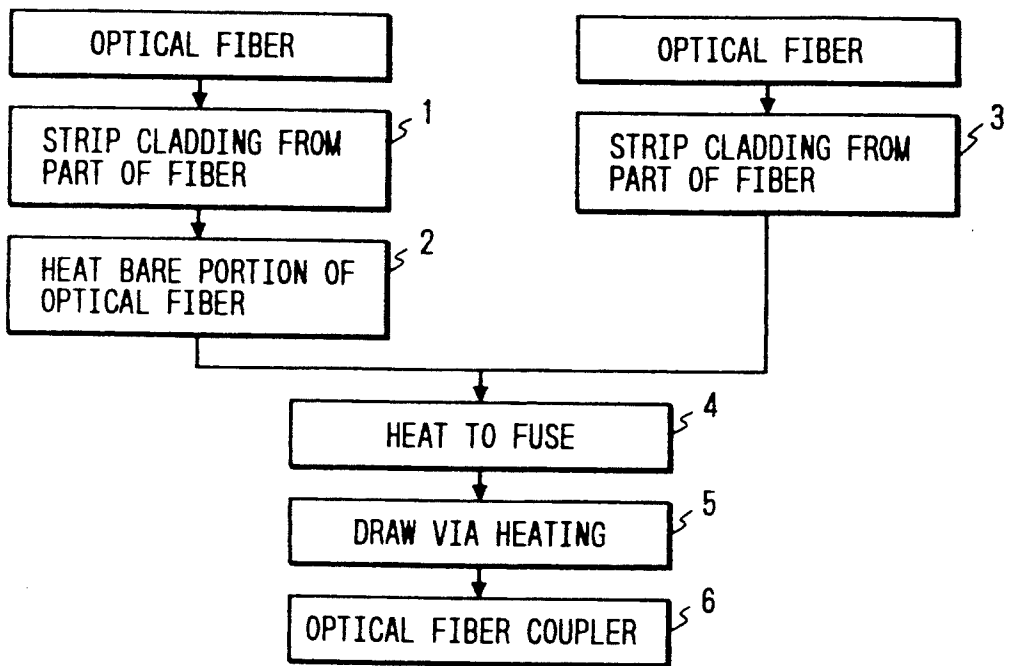 OPTICAL FIBER
STRIP CLADDING FROM
PART OF FIBER
1
HEAT BARE PORTION OF
OPTICAL FIBER
2
OPTICAL FIBER
STRIP CLADDING FROM
PART OF FIBER
3
HEAT TO FUSE
4
DRAW VIA HEATING
5
OPTICAL FIBER COUPLER
6